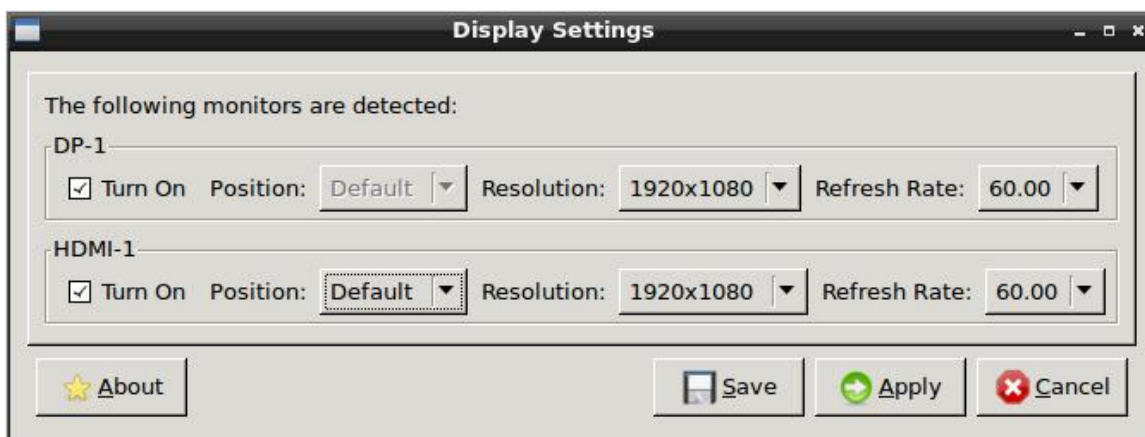 Display Settings
The following monitors are detected:
DP-1
Turn On Position: Default Resolution: 1920x1080 Refresh Rate: 60.00
HDMI-1
Turn On Position: Default Resolution: 1920x1080 Refresh Rate: 60.00
About Save Apply Cancel